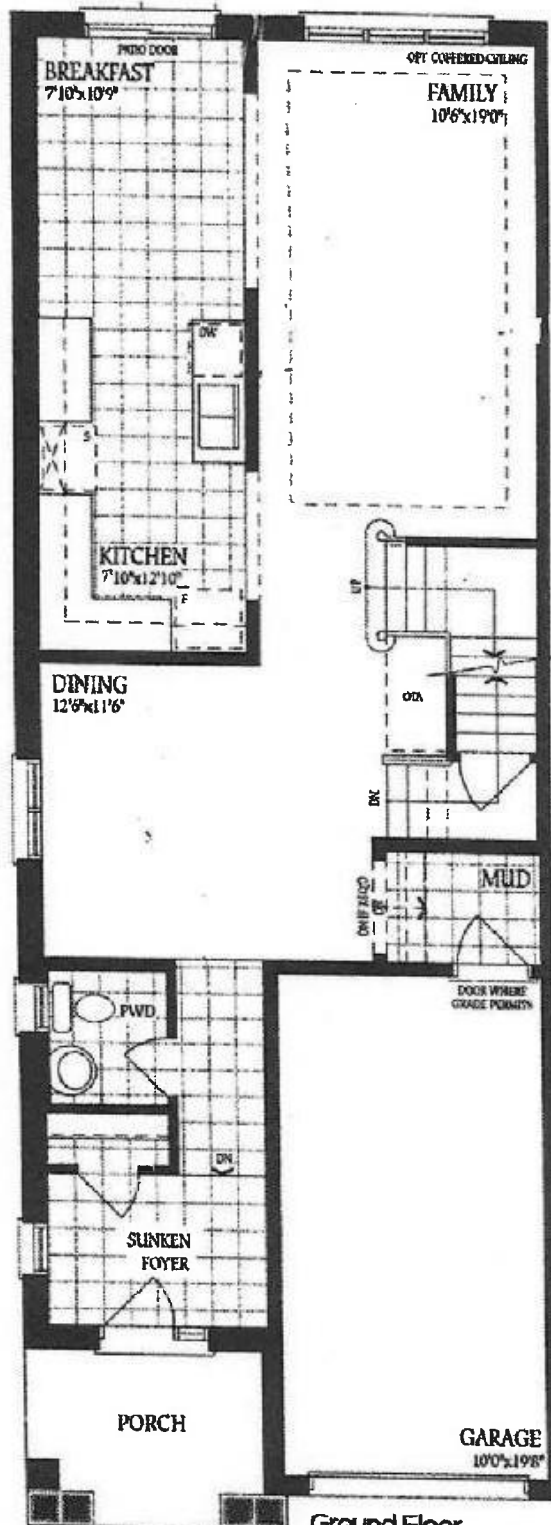 PATIO DOOR
BREAKFAST
7'10"x10'9"
OPT COFFERED CEILING
FAMILY
10'6"x19'0"
DW
S
KITCHEN
7'10"x12'10"
F
UP
DINING
12'6"x11'6"
OTA
DN
MUD
DOOR WHERE
GRADE PERMITS
PWD
DN
SUNKEN
FOYER
PORCH
GARAGE
10'0"x19'8"
Ground Floor